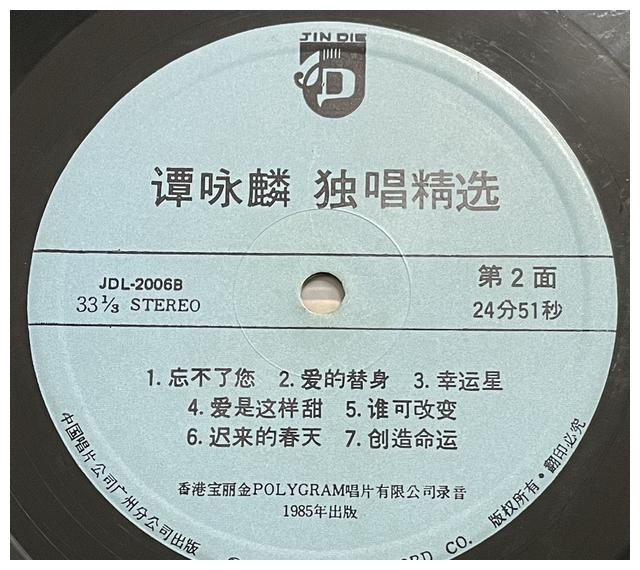 JIN DIE
JD
谭咏麟 独唱精选
JDL-2006B
33⅓ STEREO
第2面
24分51秒
1. 忘不了您 2. 爱的替身 3. 幸运星
4. 爱是这样甜 5. 谁可改变
6. 迟来的春天 7. 创造命运
香港宝丽金POLYGRAM唱片有限公司录音
1985年出版
中国唱片公司广州分公司出版
CO.
版权所有·翻印必究